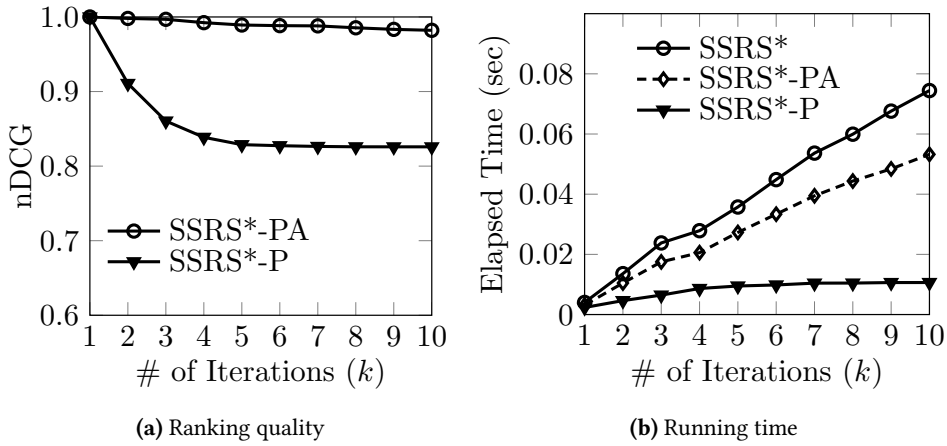 1.0
0.9
0.8
0.7
0.6
nDCG
SSRS*-PA
SSRS*-P
1 2 3 4 5 6 7 8 9 10
# of Iterations (k)
(a) Ranking quality
0.08
0.06
0.04
0.02
0
Elapsed Time (sec)
SSRS*
SSRS*-PA
SSRS*-P
1 2 3 4 5 6 7 8 9 10
# of Iterations (k)
(b) Running time